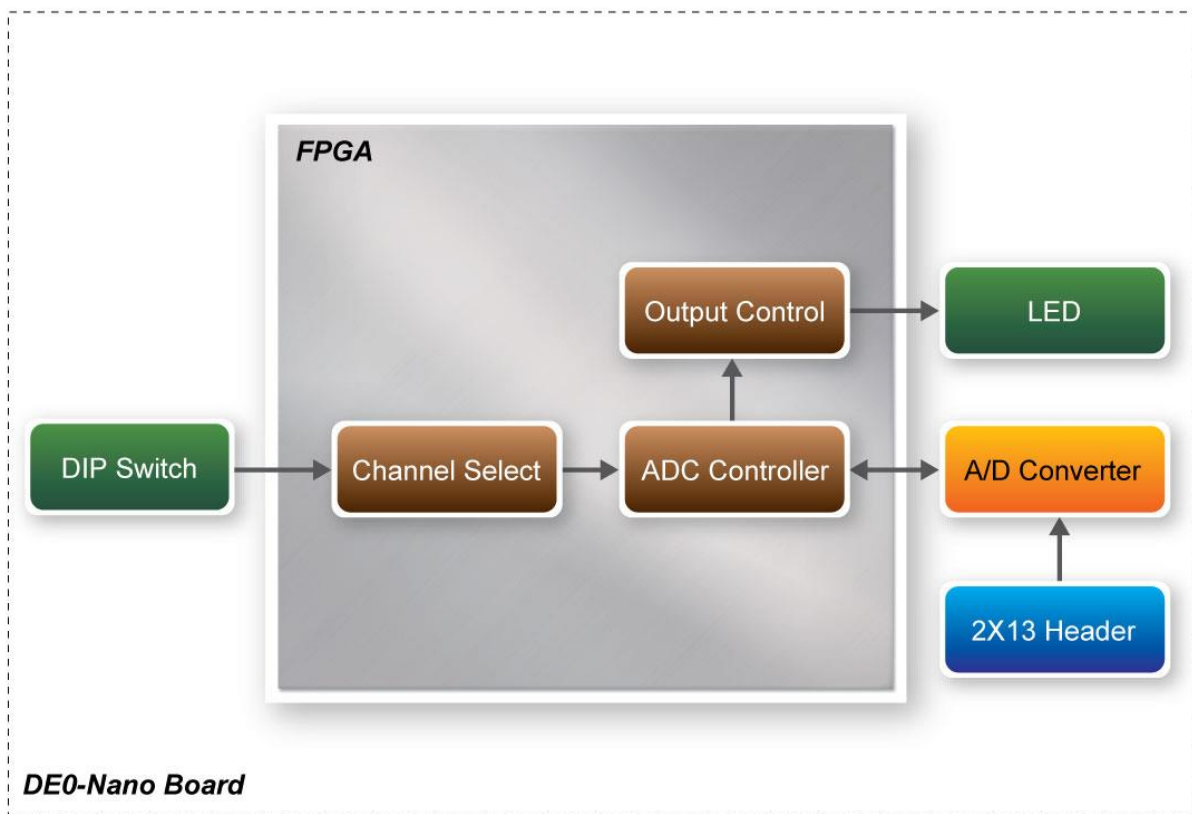 FPGA
Output Control
LED
DIP Switch
Channel Select
ADC Controller
A/D Converter
2X13 Header
DE0-Nano Board